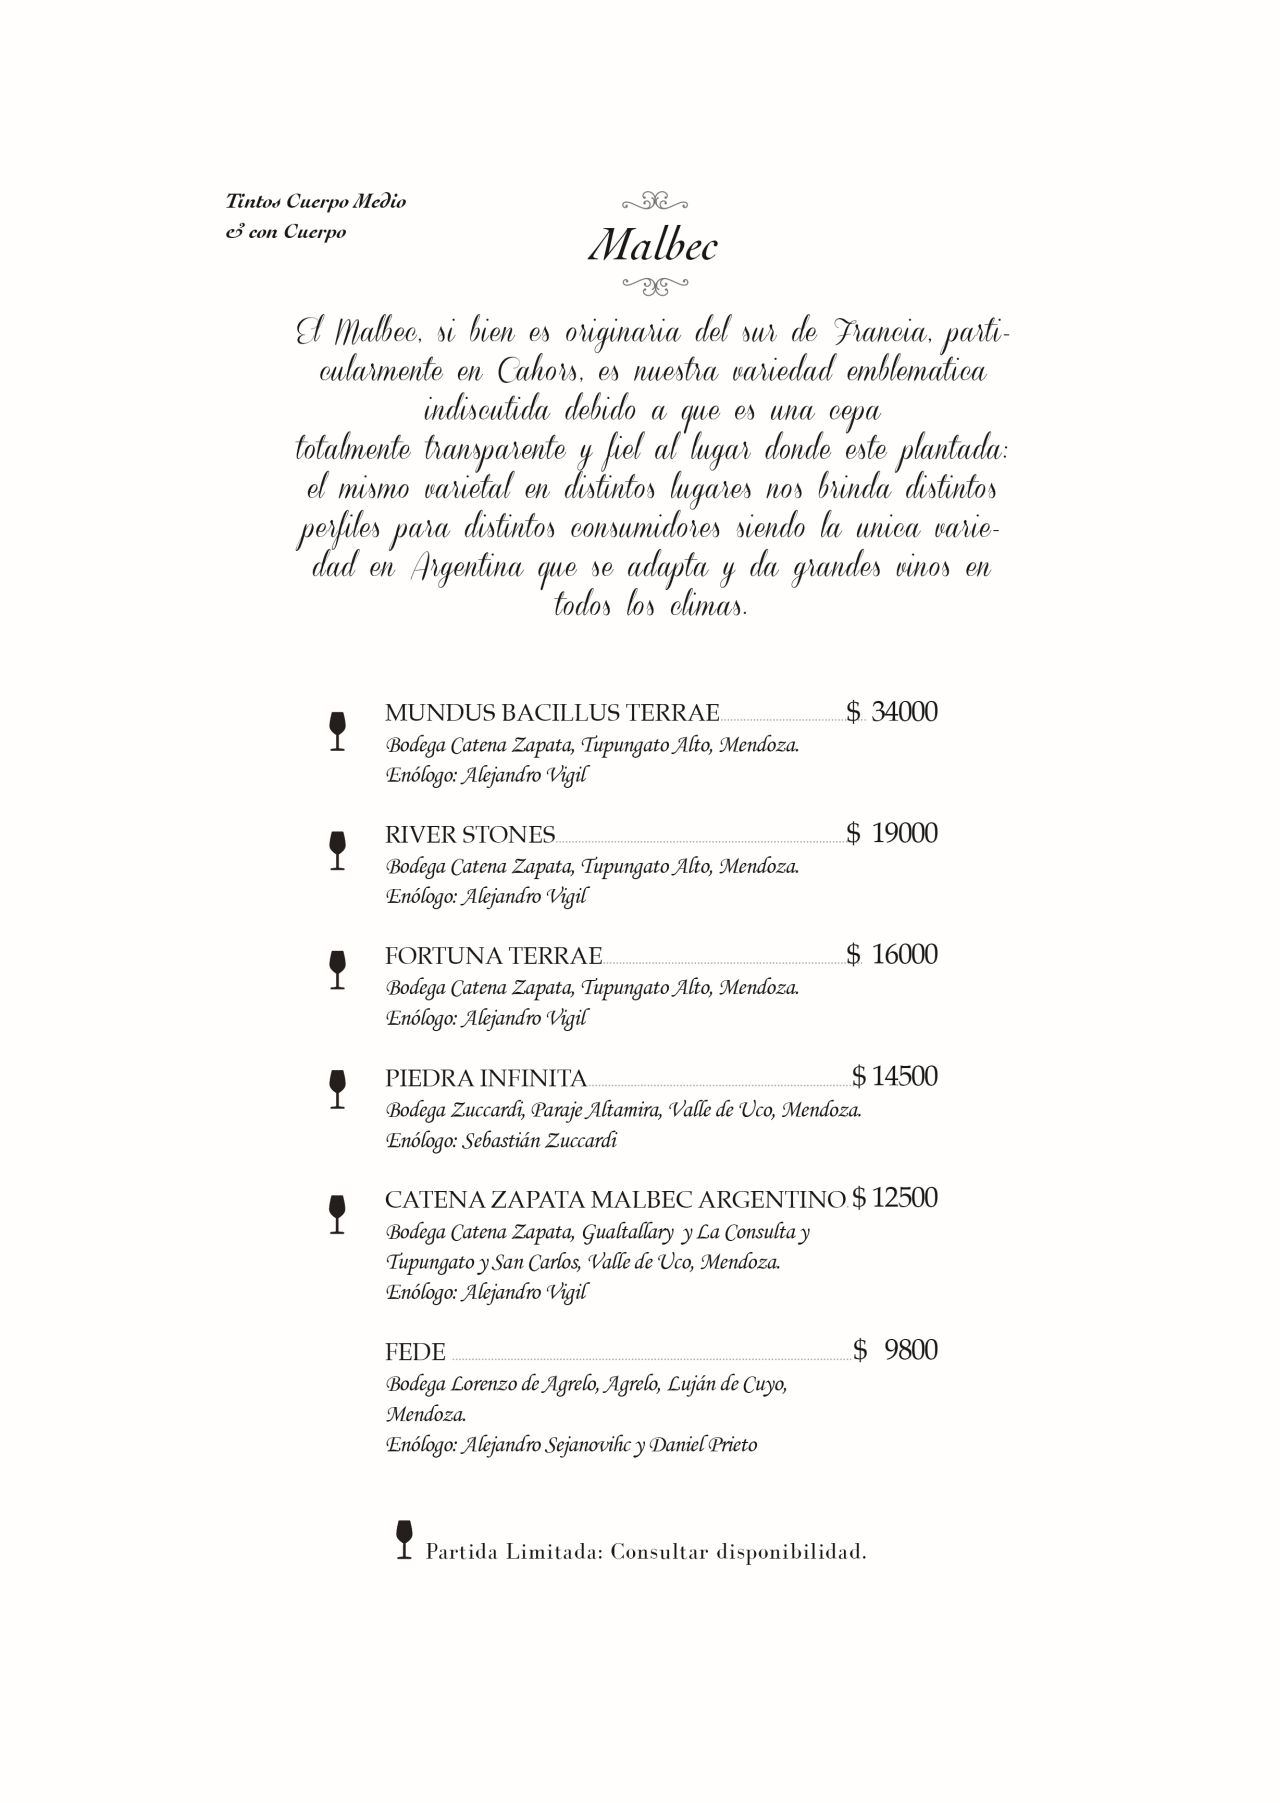 Tintos Cuerpo Medio
& con Cuerpo
Malbec
El Malbec, si bien es originaria del sur de Francia, parti-
cularmente en Cahors, es nuestra variedad emblematica
indiscutida debido a que es una cepa
totalmente transparente y fiel al lugar donde este plantada:
el mismo varietal en distintos lugares nos brinda distintos
perfiles para distintos consumidores siendo la unica varie-
dad en Argentina que se adapta y da grandes vinos en
todos los climas.
MUNDUS BACILLUS TERRAE $ 34000
Bodega Catena Zapata, Tupungato Alto, Mendoza.
Enólogo: Alejandro Vigil
RIVER STONES $ 19000
Bodega Catena Zapata, Tupungato Alto, Mendoza.
Enólogo: Alejandro Vigil
FORTUNA TERRAE $ 16000
Bodega Catena Zapata, Tupungato Alto, Mendoza.
Enólogo: Alejandro Vigil
PIEDRA INFINITA $ 14500
Bodega Zuccardi, Paraje Altamira, Valle de Uco, Mendoza.
Enólogo: Sebastián Zuccardi
CATENA ZAPATA MALBEC ARGENTINO $ 12500
Bodega Catena Zapata, Gualtallary y La Consulta y
Tupungato y San Carlos, Valle de Uco, Mendoza.
Enólogo: Alejandro Vigil
FEDE $ 9800
Bodega Lorenzo de Agrelo, Agrelo, Luján de Cuyo,
Mendoza.
Enólogo: Alejandro Sejanovihc y Daniel Prieto
Partida Limitada: Consultar disponibilidad.